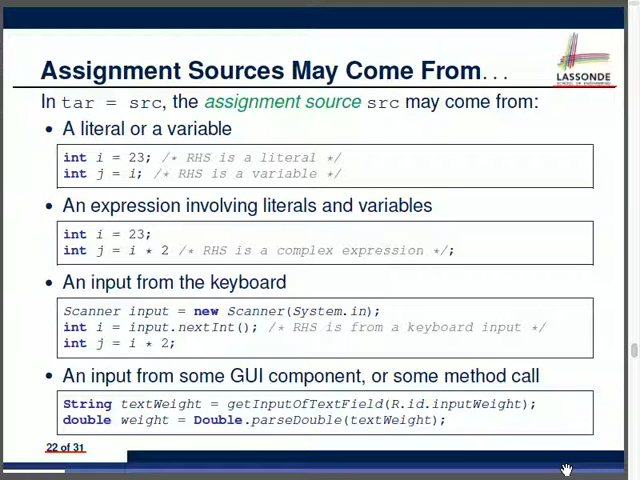 Assignment Sources May Come From...
LASSONDE
SCHOOL OF ENGINEERING
In tar = src, the assignment source src may come from:
• A literal or a variable
int i = 23; /* RHS is a literal */
int j = i; /* RHS is a variable */
• An expression involving literals and variables
int i = 23;
int j = i * 2 /* RHS is a complex expression */;
• An input from the keyboard
Scanner input = new Scanner(System.in);
int i = input.nextInt(); /* RHS is from a keyboard input */
int j = i * 2;
• An input from some GUI component, or some method call
String textWeight = getInputOfTextField(R.id.inputWeight);
double weight = Double.parseDouble(textWeight);
22 of 31